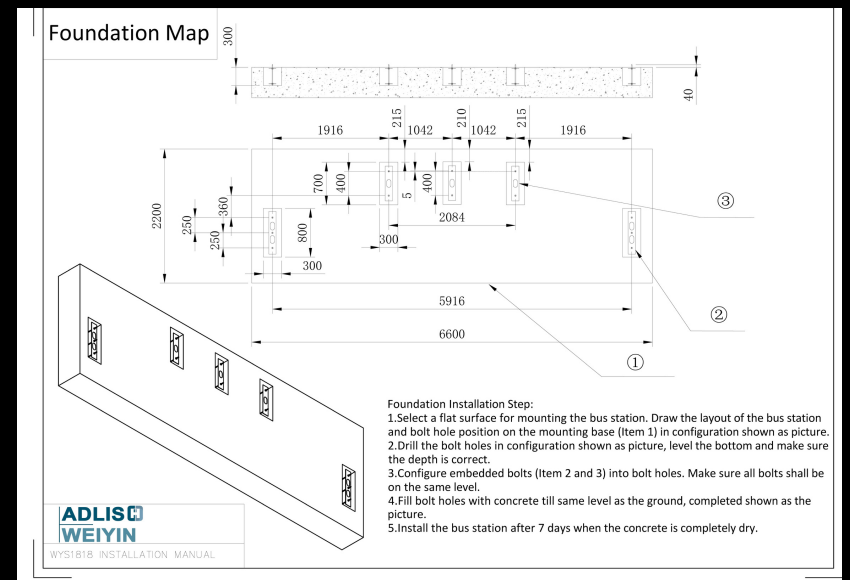 Foundation Map
300
40
215
210
215
1916
1042
1042
1916
700
400
5
400
③
2200
360
250
250
800
2084
300
300
5916
②
6600
①
Foundation Installation Step:
1.Select a flat surface for mounting the bus station. Draw the layout of the bus station
and bolt hole position on the mounting base (Item 1) in configuration shown as picture.
2.Drill the bolt holes in configuration shown as picture, level the bottom and make sure
the depth is correct.
3.Configure embedded bolts (Item 2 and 3) into bolt holes. Make sure all bolts shall be
on the same level.
4.Fill bolt holes with concrete till same level as the ground, completed shown as the
picture.
5.Install the bus station after 7 days when the concrete is completely dry.
ADLIS
WEIYIN
WYS1818 INSTALLATION MANUAL